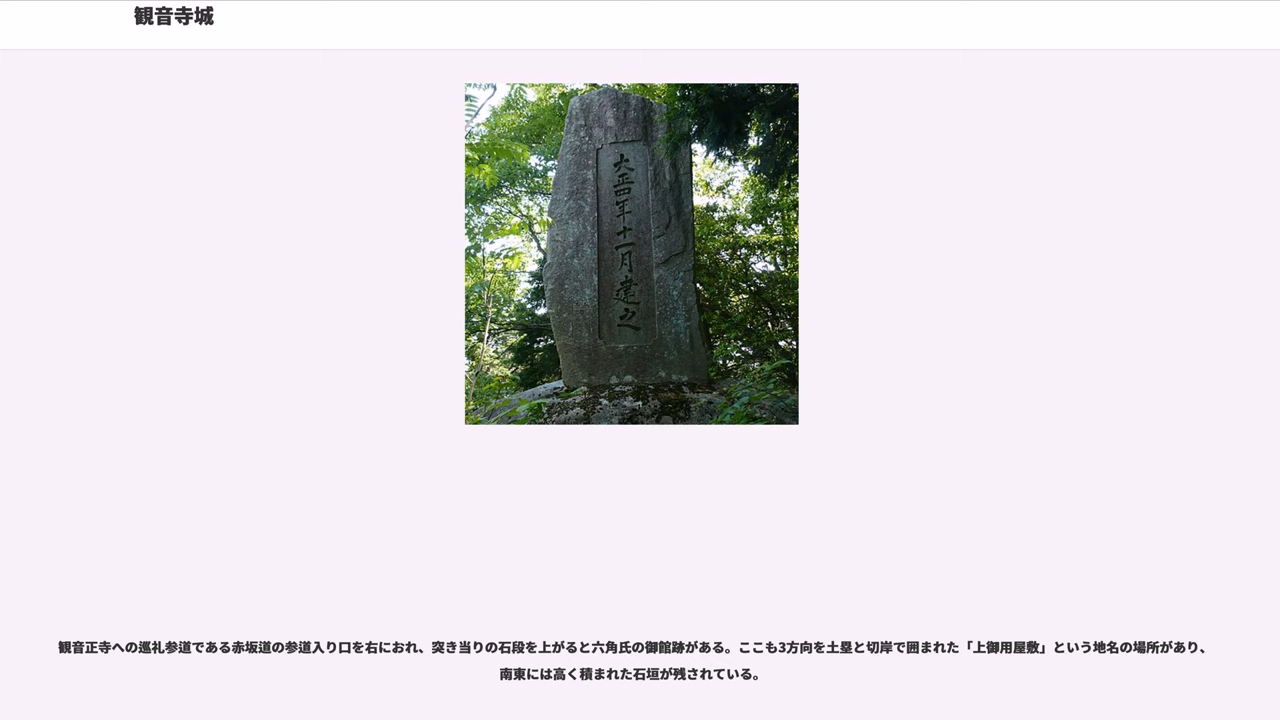 観音寺城
大正四年十一月建之
観音正寺への巡礼参道である赤坂道の参道入り口を右におれ、突き当りの石段を上がると六角氏の御館跡がある。ここも3方向を土塁と切岸で囲まれた「上御用屋敷」という地名の場所があり、
南東には高く積まれた石垣が残されている。